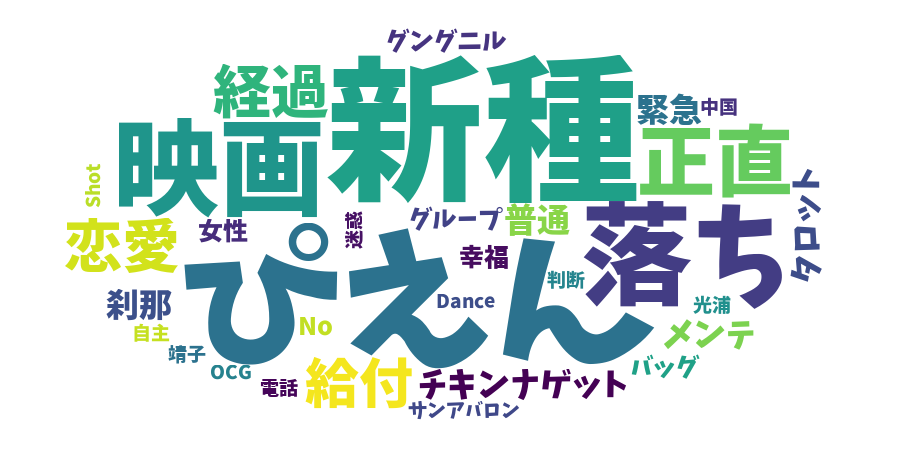 グングニル
新種
経過
緊急
中国
映画
正直
Shot
タロット
恋愛
女性
迷惑
グループ
普通
落ち
ぴえん
幸福
判断
刹那
Dance
光浦
自主
No
メンテ
靖子
OCG
給付
バッグ
電話
チキンナゲット
サンアバロン